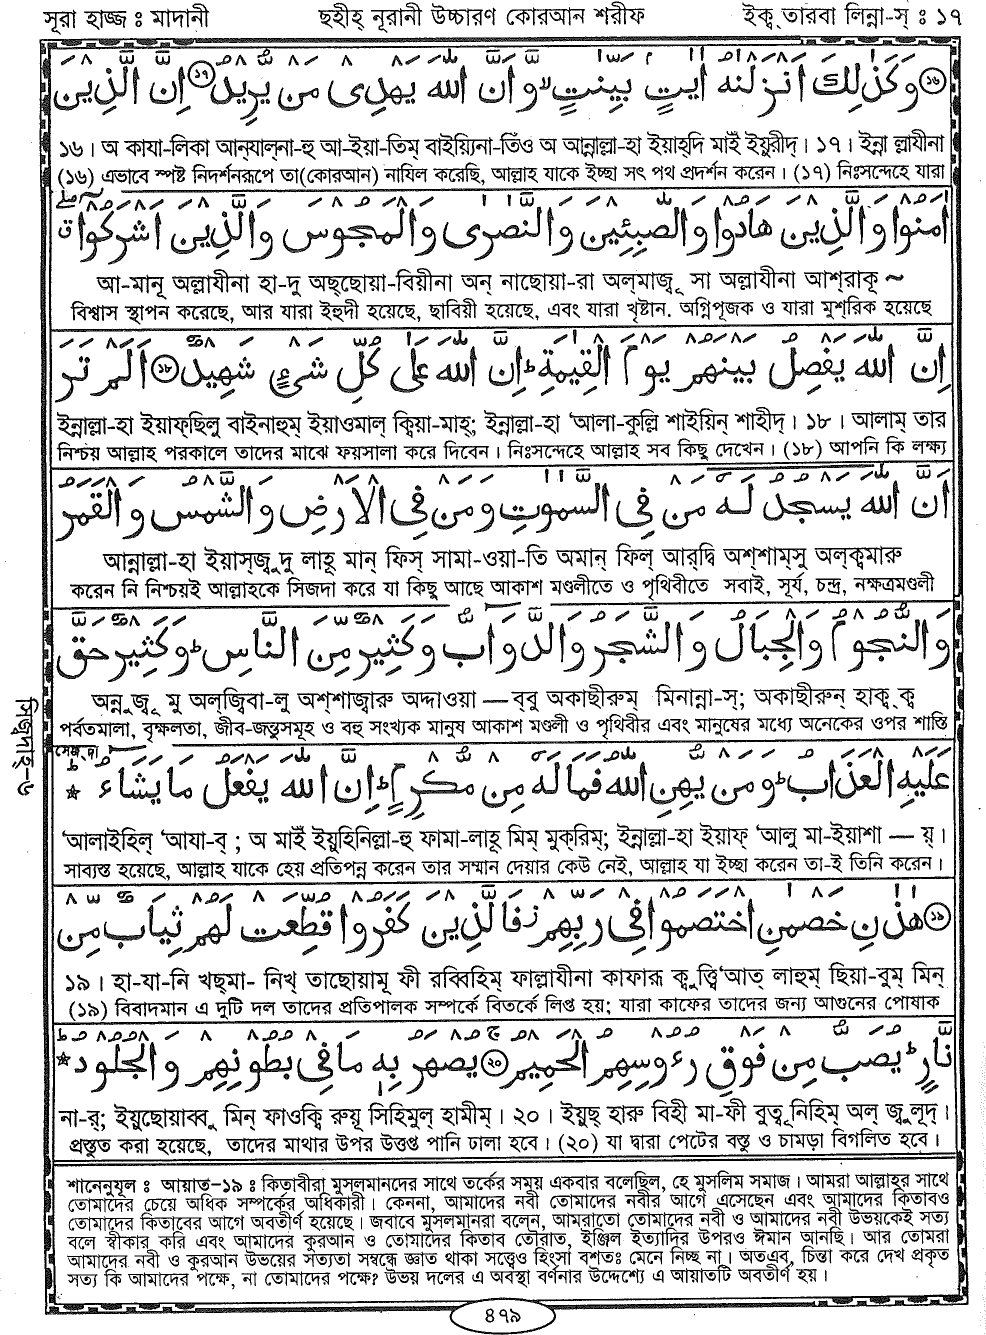 সূরা হাজ্জ ঃ মাদানী
ছহীহ্ নূরানী উচ্চারণ কোরআন শরীফ
ইক্ব্ তারবা লিন্না-স্ ঃ ১৭
⑯ وَكَذٰلِكَ اَنْزَلْنٰهُ اٰيٰتٍۢ بَيِّنٰتٍ ۙ وَّاَنَّ اللّٰهَ يَهْدِىْ مَنْ يُّرِيْدُ ⑰ اِنَّ الَّذِيْنَ
১৬। অ কাযা-লিকা আন্‌যাল্‌না-হু আ-ইয়া-তিম্ বাইয়্যিনা-তিঁও অ আন্নাল্লা-হা ইয়াহ্‌দি মাইঁ ইয়ুরীদ্। ১৭। ইন্না ল্লাযীনা
(১৬) এভাবে স্পষ্ট নিদর্শনরূপে তা(কোরআন) নাযিল করেছি, আল্লাহ যাকে ইচ্ছা সৎ পথ প্রদর্শন করেন। (১৭) নিঃসন্দেহে যারা
اٰمَنُوْا وَالَّذِيْنَ هَادُوْا وَالصّٰبِئِيْنَ وَالنَّصٰرٰى وَالْمَجُوْسَ وَالَّذِيْنَ اَشْرَكُوْۤا ۖق
আ-মানূ অল্লাযীনা হা-দু অছ্‌ছোয়া-বিয়ীনা অন্ নাছোয়া-রা অল্‌মাজ্বূ সা অল্লাযীনা আশ্‌রাকূ ~
বিশ্বাস স্থাপন করেছে, আর যারা ইহুদী হয়েছে, ছাবিয়ী হয়েছে, এবং যারা খৃষ্টান. অগ্নিপূজক ও যারা মুশ্‌রিক হয়েছে
اِنَّ اللّٰهَ يَفْصِلُ بَيْنَهُمْ يَوْمَ الْقِيٰمَةِ ؕ اِنَّ اللّٰهَ عَلٰى كُلِّ شَىْءٍ شَهِيْدٌ ⑱ اَلَمْ تَرَ
ইন্নাল্লা-হা ইয়াফ্‌ছিলু বাইনাহুম্ ইয়াওমাল্ ক্বিয়া-মাহ্; ইন্নাল্লা-হা 'আলা-কুল্লি শাইয়িন্ শাহীদ্। ১৮। আলাম্ তার
নিশ্চয় আল্লাহ পরকালে তাদের মাঝে ফয়সালা করে দিবেন। নিঃসন্দেহে আল্লাহ সব কিছু দেখেন। (১৮) আপনি কি লক্ষ্য
اَنَّ اللّٰهَ يَسْجُدُ لَهٗ مَنْ فِى السَّمٰوٰتِ وَمَنْ فِى الْاَرْضِ وَالشَّمْسُ وَالْقَمَرُ
আন্নাল্লা-হা ইয়াস্‌জ্বুদু লাহূ মান্ ফিস্ সামা-ওয়া-তি অমান্ ফিল্ আর্‌দ্বি অশ্‌শাম্‌সু অল্‌ক্বমারু
করেন নি নিশ্চয়ই আল্লাহকে সিজদা করে যা কিছু আছে আকাশ মণ্ডলীতে ও পৃথিবীতে সবাই, সূর্য, চন্দ্র, নক্ষত্রমণ্ডলী
وَالنُّجُوْمُ وَالْجِبَالُ وَالشَّجَرُ وَالدَّوَآبُّ وَكَثِيْرٌ مِّنَ النَّاسِ ؕ وَكَثِيْرٌ حَقَّ
অন্নুজ্বূ মু অল্‌জ্বিবা-লু অশ্‌শাজ্বারু অদ্দাওয়া — ব্‌বু অকাছীরুম্ মিনান্না-স্; অকাছীরুন্ হাক্ব্ ক্ব
পর্বতমালা, বৃক্ষলতা, জীব-জন্তুসমূহ ও বহু সংখ্যক মানুষ আকাশ মণ্ডলী ও পৃথিবীর এবং মানুষের মধ্যে অনেকের ওপর শাস্তি
সিজ্বদাহ্-৬
সেজ্বদা
عَلَيْهِ الْعَذَابُ ؕ وَمَنْ يُّهِنِ اللّٰهُ فَمَا لَهٗ مِنْ مُّكْرِمٍ ؕ اِنَّ اللّٰهَ يَفْعَلُ مَا يَشَآءُ ؕ *
'আলাইহিল্ 'আযা-ব্ ; অ মাইঁ ইয়ুহিনিল্লা-হু ফামা-লাহূ মিম্ মুক্‌রিম্; ইন্নাল্লা-হা ইয়াফ্ 'আলু মা-ইয়াশা — য়্।
সাব্যস্ত হয়েছে, আল্লাহ যাকে হেয় প্রতিপন্ন করেন তার সম্মান দেয়ার কেউ নেই, আল্লাহ যা ইচ্ছা করেন তা-ই তিনি করেন।
⑲ هٰذٰنِ خَصْمٰنِ اخْتَصَمُوْا فِىْ رَبِّهِمْ ز فَالَّذِيْنَ كَفَرُوْا قُطِّعَتْ لَهُمْ ثِيَابٌ مِّنْ
১৯। হা-যা-নি খছ্‌মা- নিখ্ তাছোয়ামূ ফী রব্বিহিম্ ফাল্লাযীনা কাফারূ ক্বুত্ত্বি'আত্ লাহুম্ ছিয়া-বুম্ মিন্
(১৯) বিবাদমান এ দুটি দল তাদের প্রতিপালক সম্পর্কে বিতর্কে লিপ্ত হয়; যারা কাফের তাদের জন্য আগুনের পোষাক
نَّارٍ ؕ يُصَبُّ مِنْ فَوْقِ رُءُوْسِهِمُ الْحَمِيْمُ ⑳ يُصْهَرُ بِهٖ مَا فِىْ بُطُوْنِهِمْ وَالْجُلُوْدُ ؕ *
না-র্; ইয়ুছোয়াব্বু মিন্ ফাওক্বি রুয়ূ সিহিমুল্ হামীম্। ২০। ইয়ুছ্ হারু বিহী মা-ফী বুত্বূনিহিম্ অল্ জ্বুলূদ্।
প্রস্তুত করা হয়েছে, তাদের মাথার উপর উত্তপ্ত পানি ঢালা হবে। (২০) যা দ্বারা পেটের বস্তু ও চামড়া বিগলিত হবে।
শানেনুযূল ঃ আয়াত-১৯ ঃ কিতাবীরা মুসলমানদের সাথে তর্কের সময় একবার বলেছিল, হে মুসলিম সমাজ। আমরা আল্লাহর সাথে
তোমাদের চেয়ে অধিক সম্পর্কের অধিকারী। কেননা, আমাদের নবী তোমাদের নবীর আগে এসেছেন এবং আমাদের কিতাবও
তোমাদের কিতাবের আগে অবতীর্ণ হয়েছে। জবাবে মুসলমানরা বলেন, আমরাতো তোমাদের নবী ও আমাদের নবী উভয়কেই সত্য
বলে স্বীকার করি এবং আমাদের কুরআন ও তোমাদের কিতাব তৌরাত, ইঞ্জিল ইত্যাদির উপরও ঈমান আনছি। আর তোমরা
আমাদের নবী ও কুরআন উভয়ের সত্যতা সম্বন্ধে জ্ঞাত থাকা সত্ত্বেও হিংসা বশতঃ মেনে নিচ্ছ না। অতএব, চিন্তা করে দেখ প্রকৃত
সত্য কি আমাদের পক্ষে, না তোমাদের পক্ষে? উভয় দলের এ অবস্থা বর্ণনার উদ্দেশ্যে এ আয়াতটি অবতীর্ণ হয়।
৪৭৯